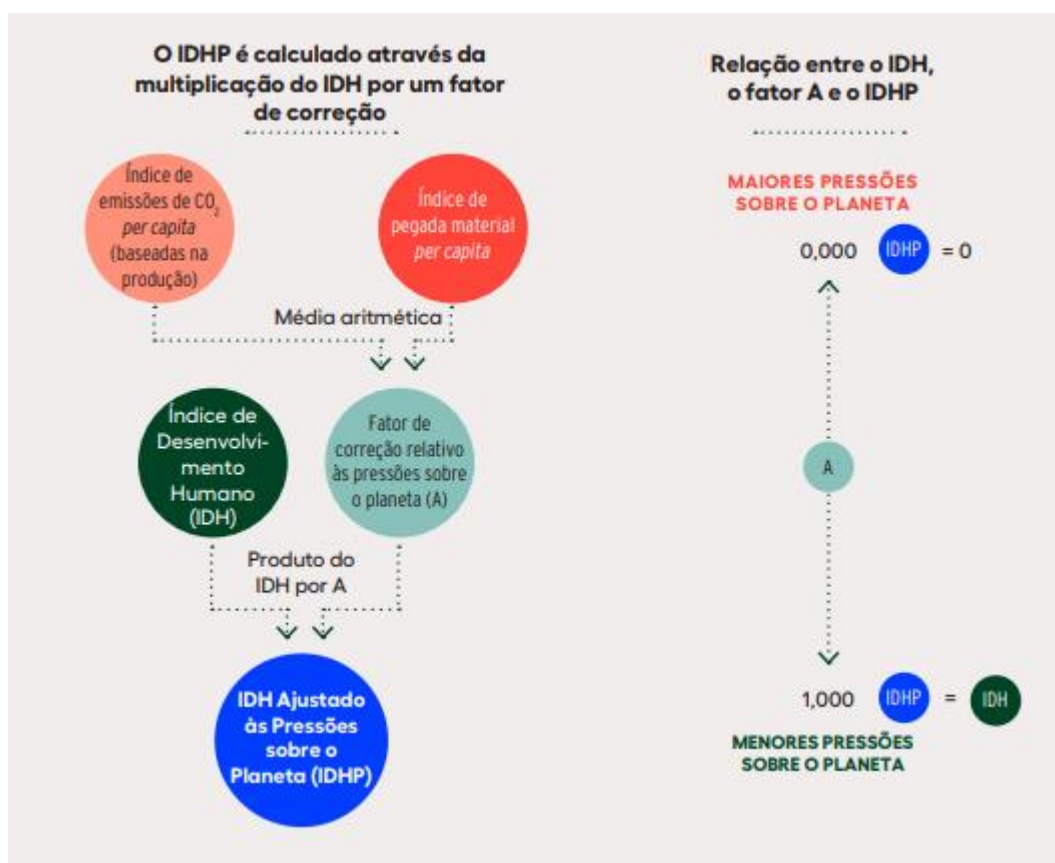 O IDHP é calculado através da
multiplicação do IDH por um fator
de correção
Índice de
emissões de CO₂
per capita
(baseadas na
produção)
Índice de
pegada material
per capita
Média aritmética
Índice de
Desenvolvi-
mento
Humano
(IDH)
Fator de
correção relativo
às pressões sobre
o planeta (A)
Produto do
IDH por A
IDH Ajustado
às Pressões
sobre o
Planeta (IDHP)
Relação entre o IDH,
o fator A e o IDHP
MAIORES PRESSÕES
SOBRE O PLANETA
0,000 IDHP = 0
A
1,000 IDHP = IDH
MENORES PRESSÕES
SOBRE O PLANETA